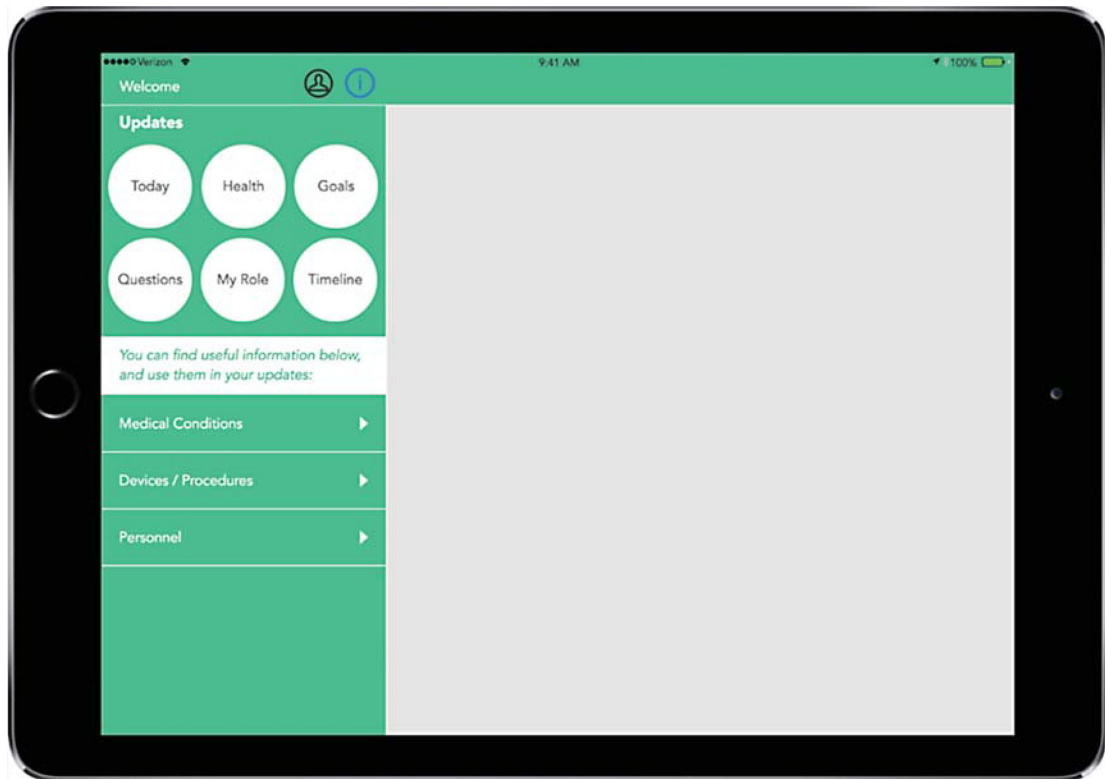 Verizon
9:41 AM
100%
Welcome
Updates
Today
Health
Goals
Questions
My Role
Timeline
You can find useful information below,
and use them in your updates:
Medical Conditions
Devices / Procedures
Personnel